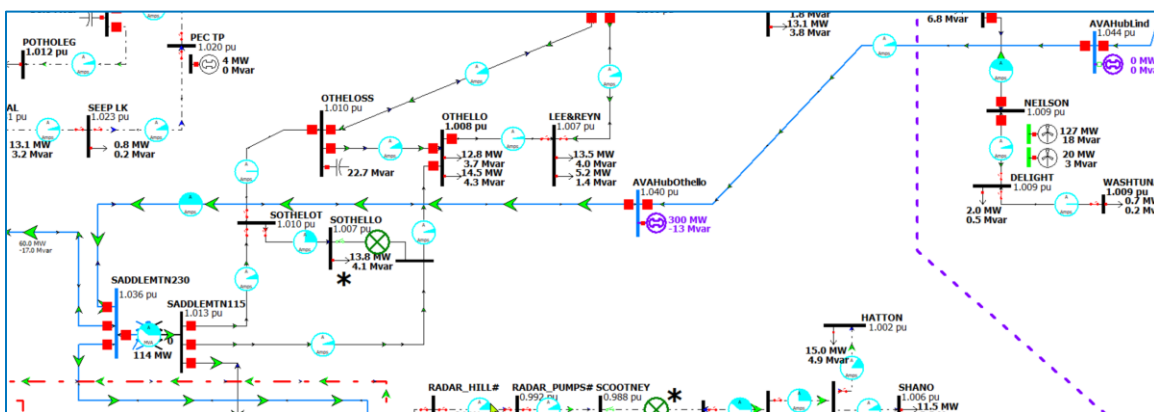 POTHOLEG
1.012 pu
PEC TP
1.020 pu
4 MW
0 Mvar
AL
1 pu
SEEP LK
1.023 pu
13.1 MW
3.2 Mvar
0.8 MW
0.2 Mvar
OTHELOSS
1.010 pu
22.7 Mvar
OTHELLO
1.008 pu
12.8 MW
3.7 Mvar
14.5 MW
4.3 Mvar
LEE&REYN
1.007 pu
13.5 MW
4.0 Mvar
5.2 MW
1.4 Mvar
1.8 MW
13.1 MW
3.8 Mvar
6.8 Mvar
AVAHubLind
1.044 pu
0 MW
0 Mva
NEILSON
1.009 pu
127 MW
18 Mvar
20 MW
3 Mvar
DELIGHT
1.009 pu
2.0 MW
0.5 Mvar
WASHTUN
1.009 pu
0.7 MW
0.2 Mva
AVAHubOthello
1.040 pu
300 MW
-13 Mvar
SOTHELOT
1.010 pu
SOTHELLO
1.007 pu
13.8 MW
4.1 Mvar
*
60.0 MW
-17.0 Mvar
SADDLEMTN230
1.036 pu
114 MW
SADDLEMTN115
1.013 pu
HATTON
1.002 pu
15.0 MW
4.9 Mvar
RADAR_HILL#
RADAR_PUMPS#
0.992 pu
SCOOTNEY
0.988 pu
*
SHANO
1.006 pu
11.5 MW